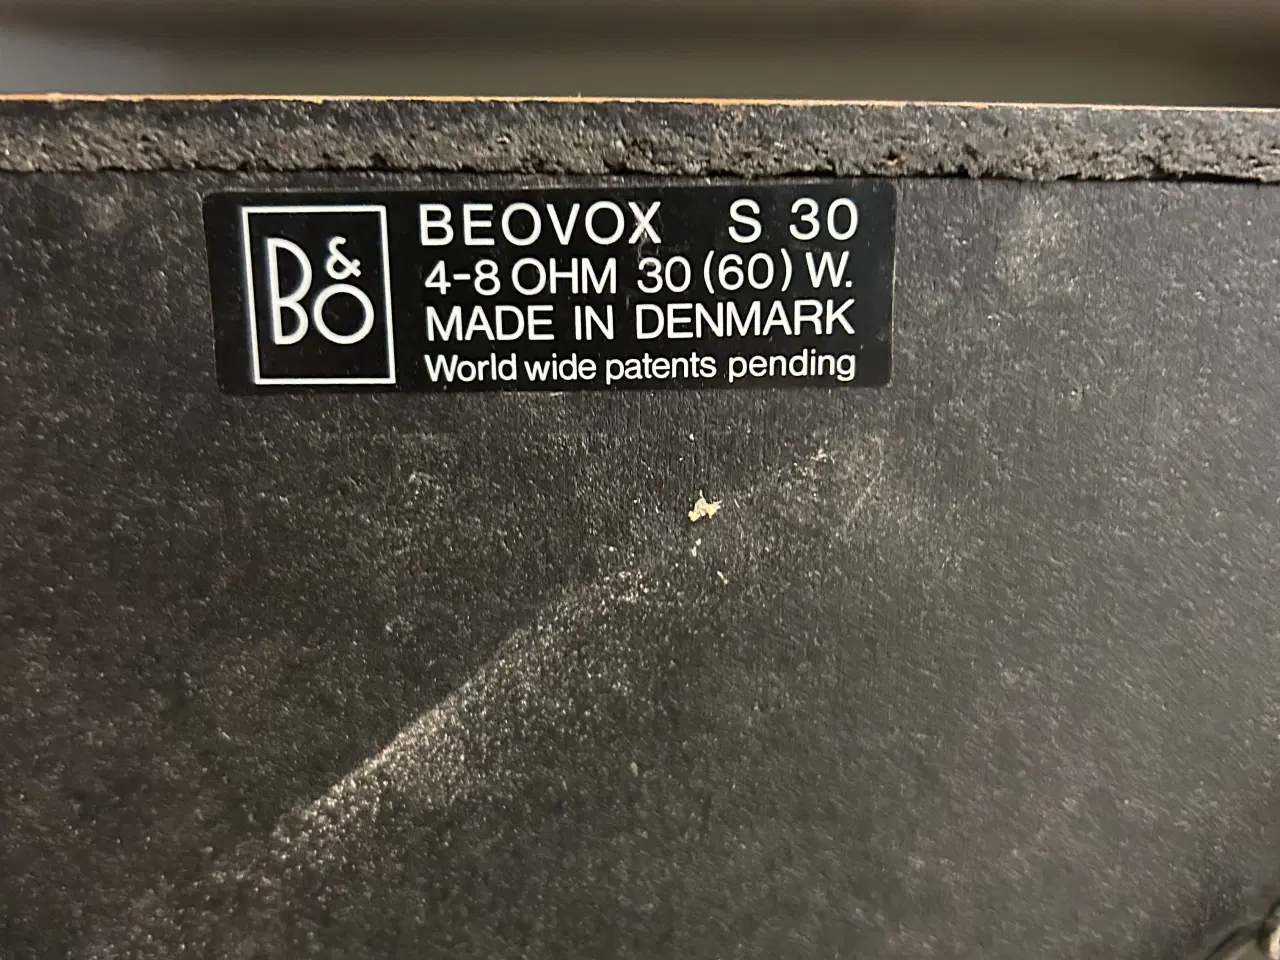 B&O
BEOVOX S 30
4-8 OHM 30 (60) W.
MADE IN DENMARK
World wide patents pending